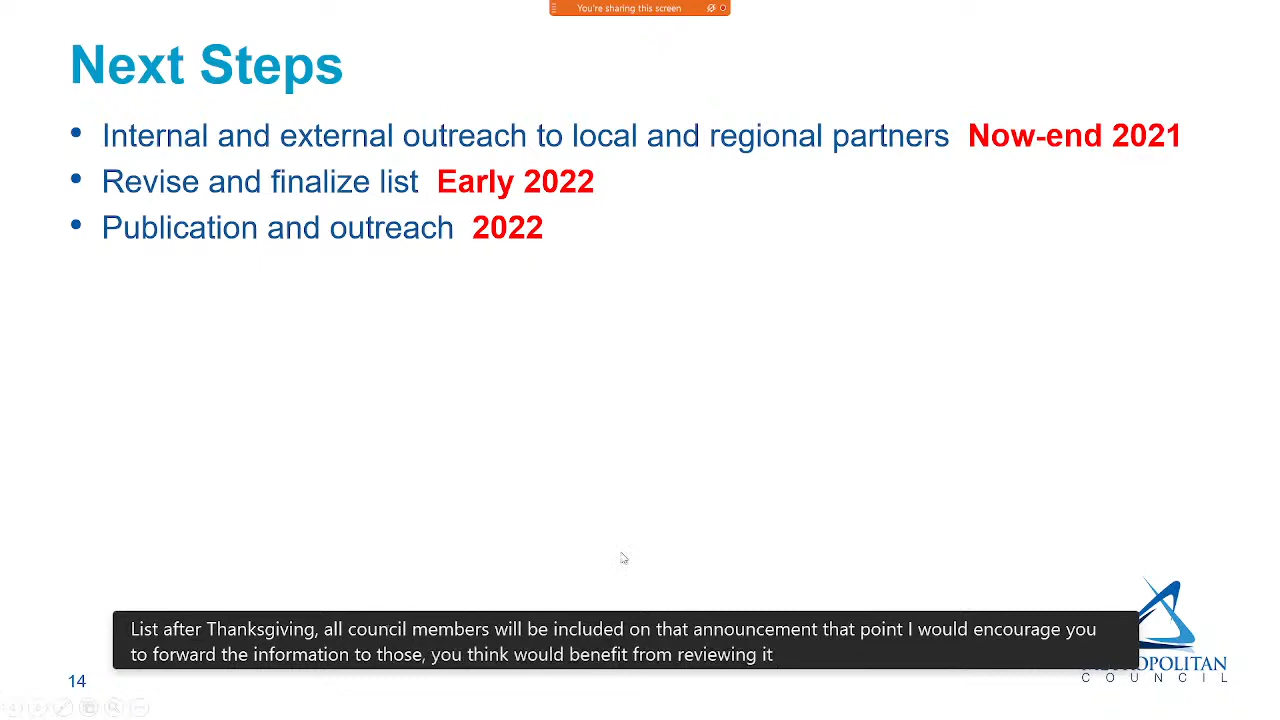 You're sharing this screen
Next Steps
• Internal and external outreach to local and regional partners Now-end 2021
• Revise and finalize list Early 2022
• Publication and outreach 2022
List after Thanksgiving, all council members will be included on that announcement that point I would encourage you
to forward the information to those, you think would benefit from reviewing it
OPOLITAN
COUNCIL
14